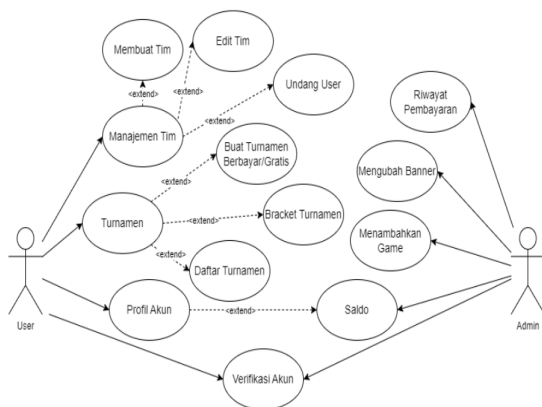 Membuat Tim
Edit Tim
<extend>
<extend>
Undang User
<extend>
Manajemen Tim
Riwayat
Pembayaran
Buat Turnamen
Berbayar/Gratis
<extend>
Mengubah Banner
Turnamen
<extend>
Bracket Turnamen
Menambahkan
Game
<extend>
Daftar Turnamen
User
Admin
Profil Akun
<extend>
Saldo
Verifikasi Akun